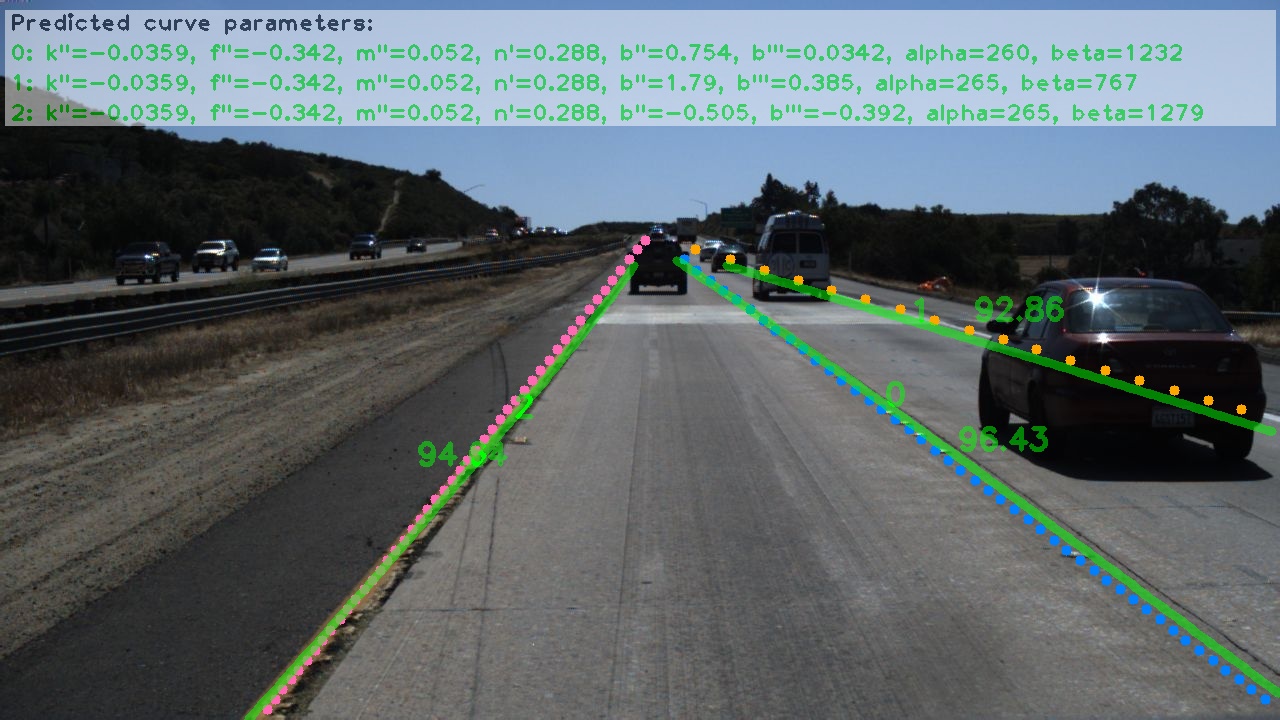 Predicted curve parameters:
0: k''=-0.0359, f''=-0.342, m''=0.052, n'=0.288, b''=0.754, b'''=0.0342, alpha=260, beta=1232
1: k''=-0.0359, f''=-0.342, m''=0.052, n'=0.288, b''=1.79, b'''=0.385, alpha=265, beta=767
2: k''=-0.0359, f''=-0.342, m''=0.052, n'=0.288, b''=-0.505, b'''=-0.392, alpha=265, beta=1279
1 92.86
0
2
96.43